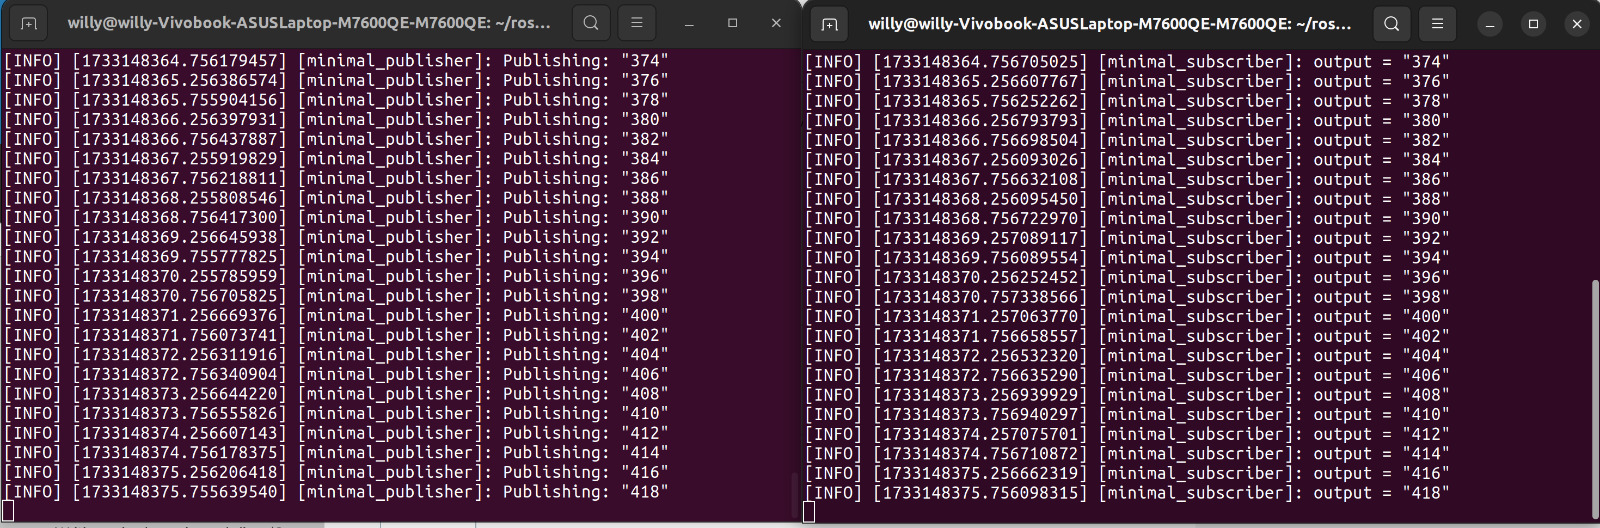 willy@willy-Vivobook-ASUSLaptop-M7600QE-M7600QE: ~/ros...
[INFO] [1733148364.756179457] [minimal_publisher]: Publishing: "374"
[INFO] [1733148365.256386574] [minimal_publisher]: Publishing: "376"
[INFO] [1733148365.755904156] [minimal_publisher]: Publishing: "378"
[INFO] [1733148366.256397931] [minimal_publisher]: Publishing: "380"
[INFO] [1733148366.756437887] [minimal_publisher]: Publishing: "382"
[INFO] [1733148367.255919829] [minimal_publisher]: Publishing: "384"
[INFO] [1733148367.756218811] [minimal_publisher]: Publishing: "386"
[INFO] [1733148368.255808546] [minimal_publisher]: Publishing: "388"
[INFO] [1733148368.756417300] [minimal_publisher]: Publishing: "390"
[INFO] [1733148369.256645938] [minimal_publisher]: Publishing: "392"
[INFO] [1733148369.755777825] [minimal_publisher]: Publishing: "394"
[INFO] [1733148370.255785959] [minimal_publisher]: Publishing: "396"
[INFO] [1733148370.756705825] [minimal_publisher]: Publishing: "398"
[INFO] [1733148371.256669376] [minimal_publisher]: Publishing: "400"
[INFO] [1733148371.756073741] [minimal_publisher]: Publishing: "402"
[INFO] [1733148372.256311916] [minimal_publisher]: Publishing: "404"
[INFO] [1733148372.756340904] [minimal_publisher]: Publishing: "406"
[INFO] [1733148373.256644220] [minimal_publisher]: Publishing: "408"
[INFO] [1733148373.756555826] [minimal_publisher]: Publishing: "410"
[INFO] [1733148374.256607143] [minimal_publisher]: Publishing: "412"
[INFO] [1733148374.756178375] [minimal_publisher]: Publishing: "414"
[INFO] [1733148375.256206418] [minimal_publisher]: Publishing: "416"
[INFO] [1733148375.755639540] [minimal_publisher]: Publishing: "418"
willy@willy-Vivobook-ASUSLaptop-M7600QE-M7600QE: ~/ros...
[INFO] [1733148364.756705025] [minimal_subscriber]: output = "374"
[INFO] [1733148365.256607767] [minimal_subscriber]: output = "376"
[INFO] [1733148365.756252262] [minimal_subscriber]: output = "378"
[INFO] [1733148366.256793793] [minimal_subscriber]: output = "380"
[INFO] [1733148366.756698504] [minimal_subscriber]: output = "382"
[INFO] [1733148367.256093026] [minimal_subscriber]: output = "384"
[INFO] [1733148367.756632108] [minimal_subscriber]: output = "386"
[INFO] [1733148368.256095450] [minimal_subscriber]: output = "388"
[INFO] [1733148368.756722970] [minimal_subscriber]: output = "390"
[INFO] [1733148369.257089117] [minimal_subscriber]: output = "392"
[INFO] [1733148369.756089554] [minimal_subscriber]: output = "394"
[INFO] [1733148370.256252452] [minimal_subscriber]: output = "396"
[INFO] [1733148370.757338566] [minimal_subscriber]: output = "398"
[INFO] [1733148371.257063770] [minimal_subscriber]: output = "400"
[INFO] [1733148371.756658557] [minimal_subscriber]: output = "402"
[INFO] [1733148372.256532320] [minimal_subscriber]: output = "404"
[INFO] [1733148372.756635290] [minimal_subscriber]: output = "406"
[INFO] [1733148373.256939929] [minimal_subscriber]: output = "408"
[INFO] [1733148373.756940297] [minimal_subscriber]: output = "410"
[INFO] [1733148374.257075701] [minimal_subscriber]: output = "412"
[INFO] [1733148374.756710872] [minimal_subscriber]: output = "414"
[INFO] [1733148375.256662319] [minimal_subscriber]: output = "416"
[INFO] [1733148375.756098315] [minimal_subscriber]: output = "418"